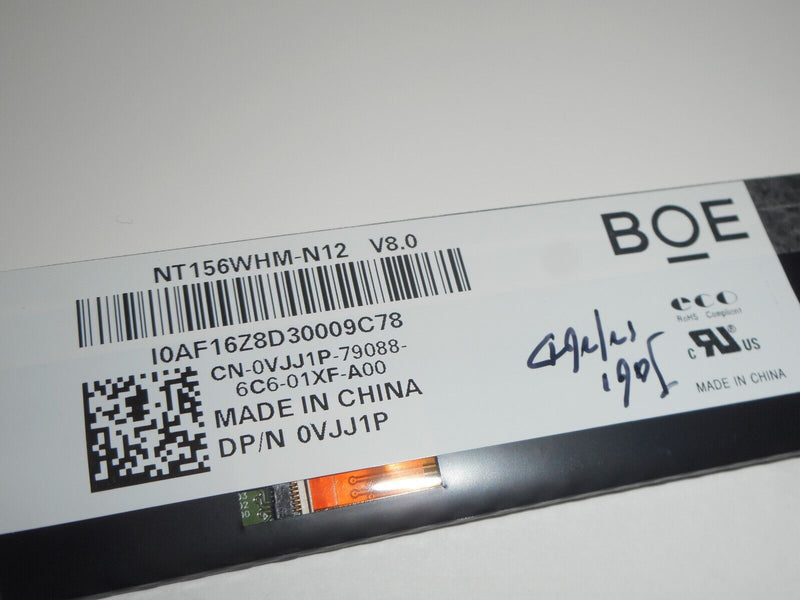 BOE
NT156WHM-N12 V8.0
I0AF16Z8D30009C78
CN-0VJJ1P-79088-
6C6-01XF-A00
MADE IN CHINA
DP/N 0VJJ1P
eco
RoHS Compliant
c RU® US
MADE IN CHINA